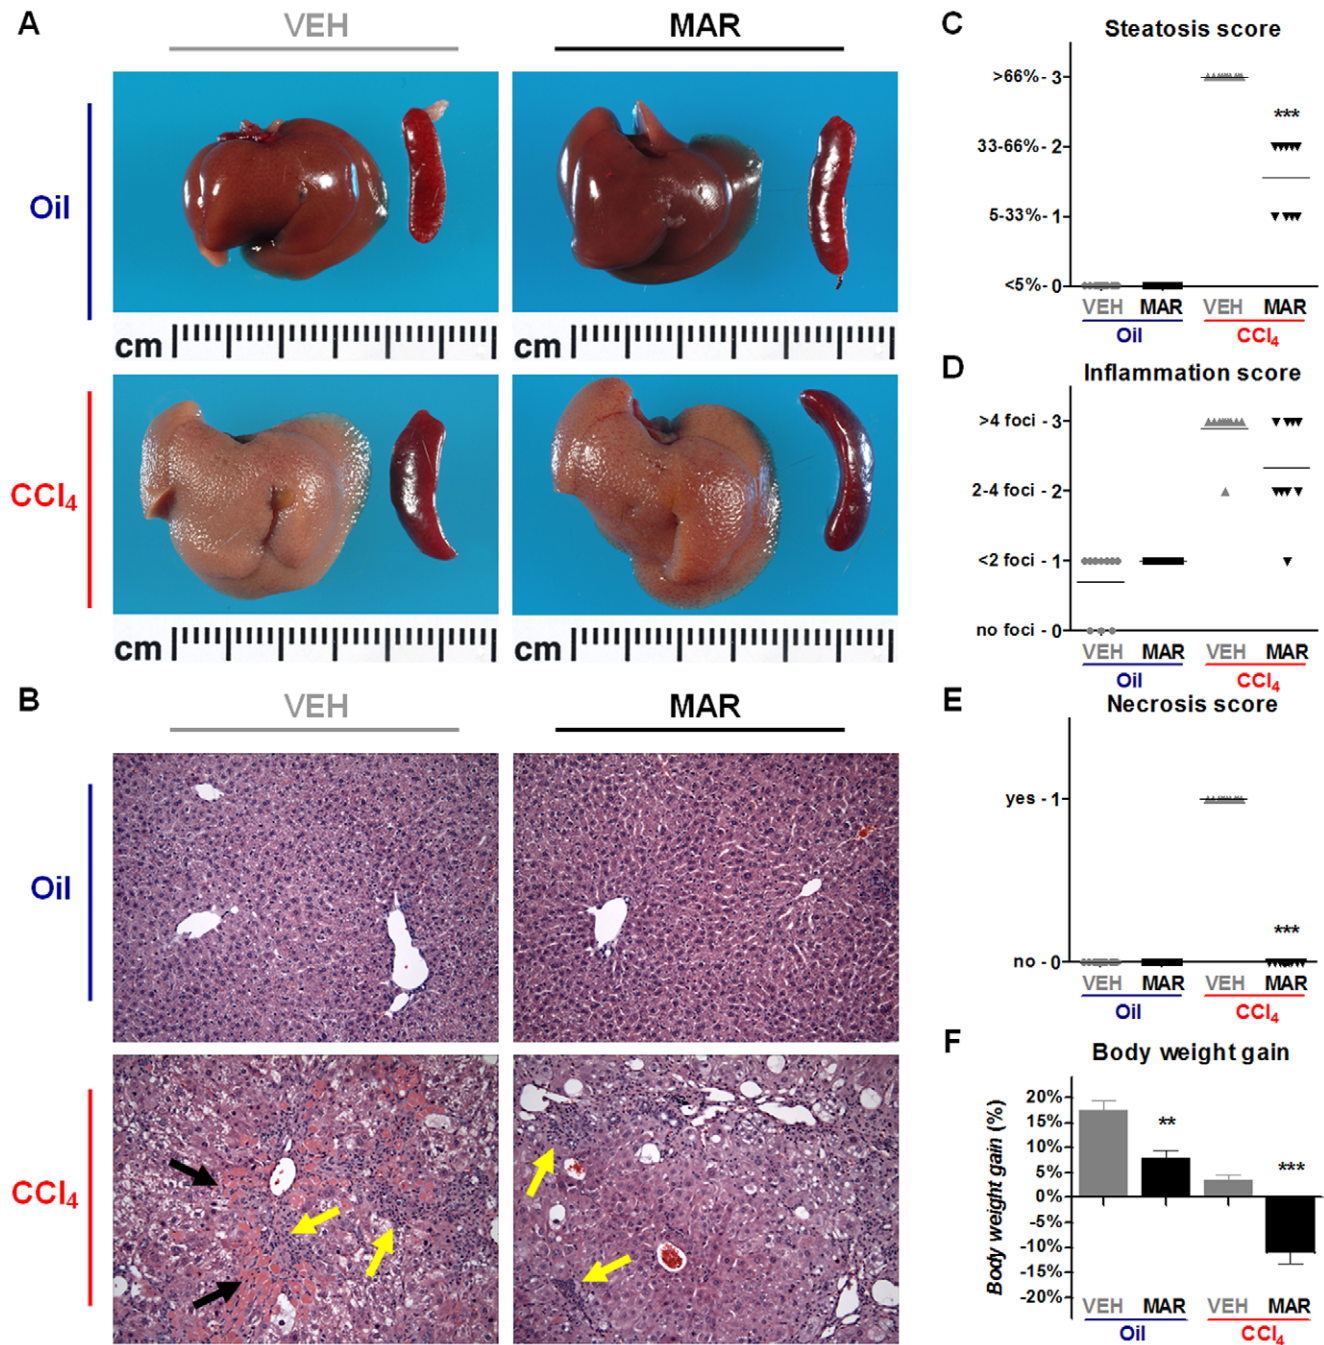 A
VEH
MAR
Oil
cm
cm
CCl₄
cm
cm
B
VEH
MAR
Oil
CCl₄
C
Steatosis score
>66%- 3
***
33-66%- 2
5-33%- 1
<5%- 0
VEH MAR VEH MAR
Oil CCl₄
D
Inflammation score
>4 foci - 3
2-4 foci - 2
<2 foci - 1
no foci - 0
VEH MAR VEH MAR
Oil CCl₄
E
Necrosis score
yes - 1
***
no - 0
VEH MAR VEH MAR
Oil CCl₄
F
Body weight gain
Body weight gain (%)
20%
15%
**
10%
5%
***
0%
-5%
-10%
-15%
-20%
VEH MAR VEH MAR
Oil CCl₄